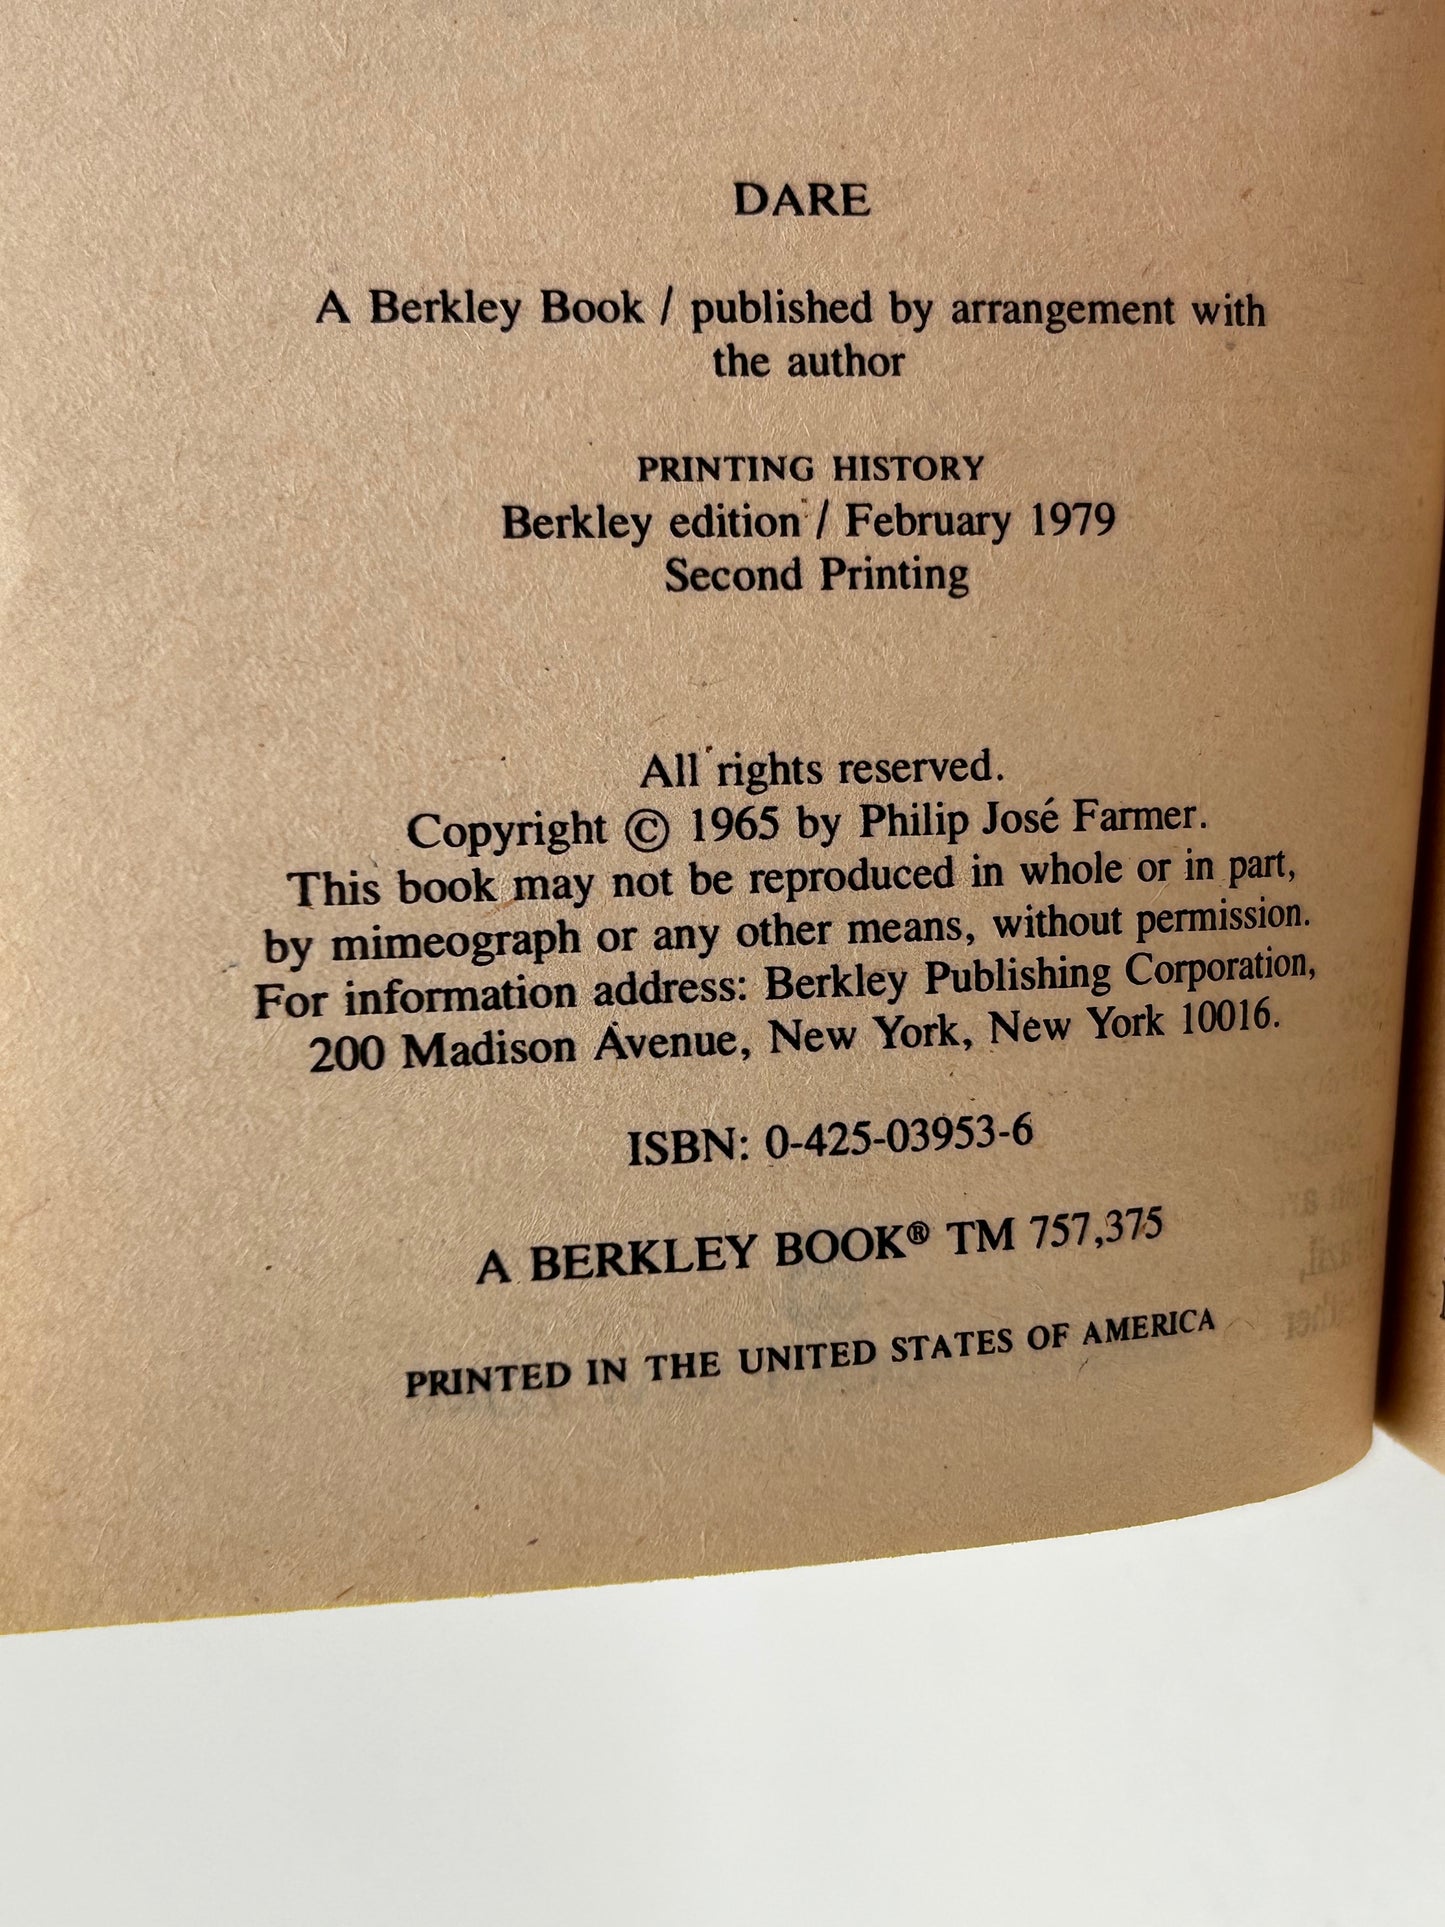 DARE
A Berkley Book / published by arrangement with
the author
PRINTING HISTORY
Berkley edition / February 1979
Second Printing
All rights reserved.
Copyright © 1965 by Philip José Farmer.
This book may not be reproduced in whole or in part,
by mimeograph or any other means, without permission.
For information address: Berkley Publishing Corporation,
200 Madison Avenue, New York, New York 10016.
ISBN: 0-425-03953-6
A BERKLEY BOOK® TM 757,375
PRINTED IN THE UNITED STATES OF AMERICA